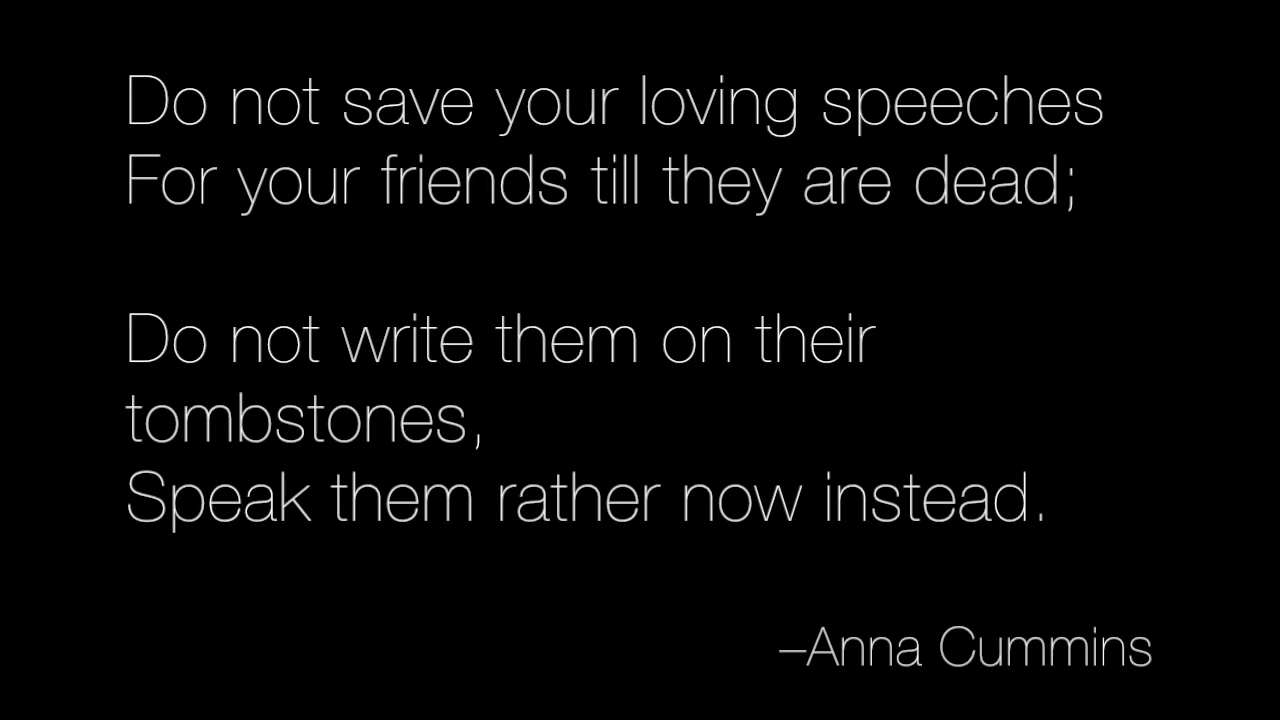 Do not save your loving speeches
For your friends till they are dead;
Do not write them on their
tombstones,
Speak them rather now instead.
–Anna Cummins